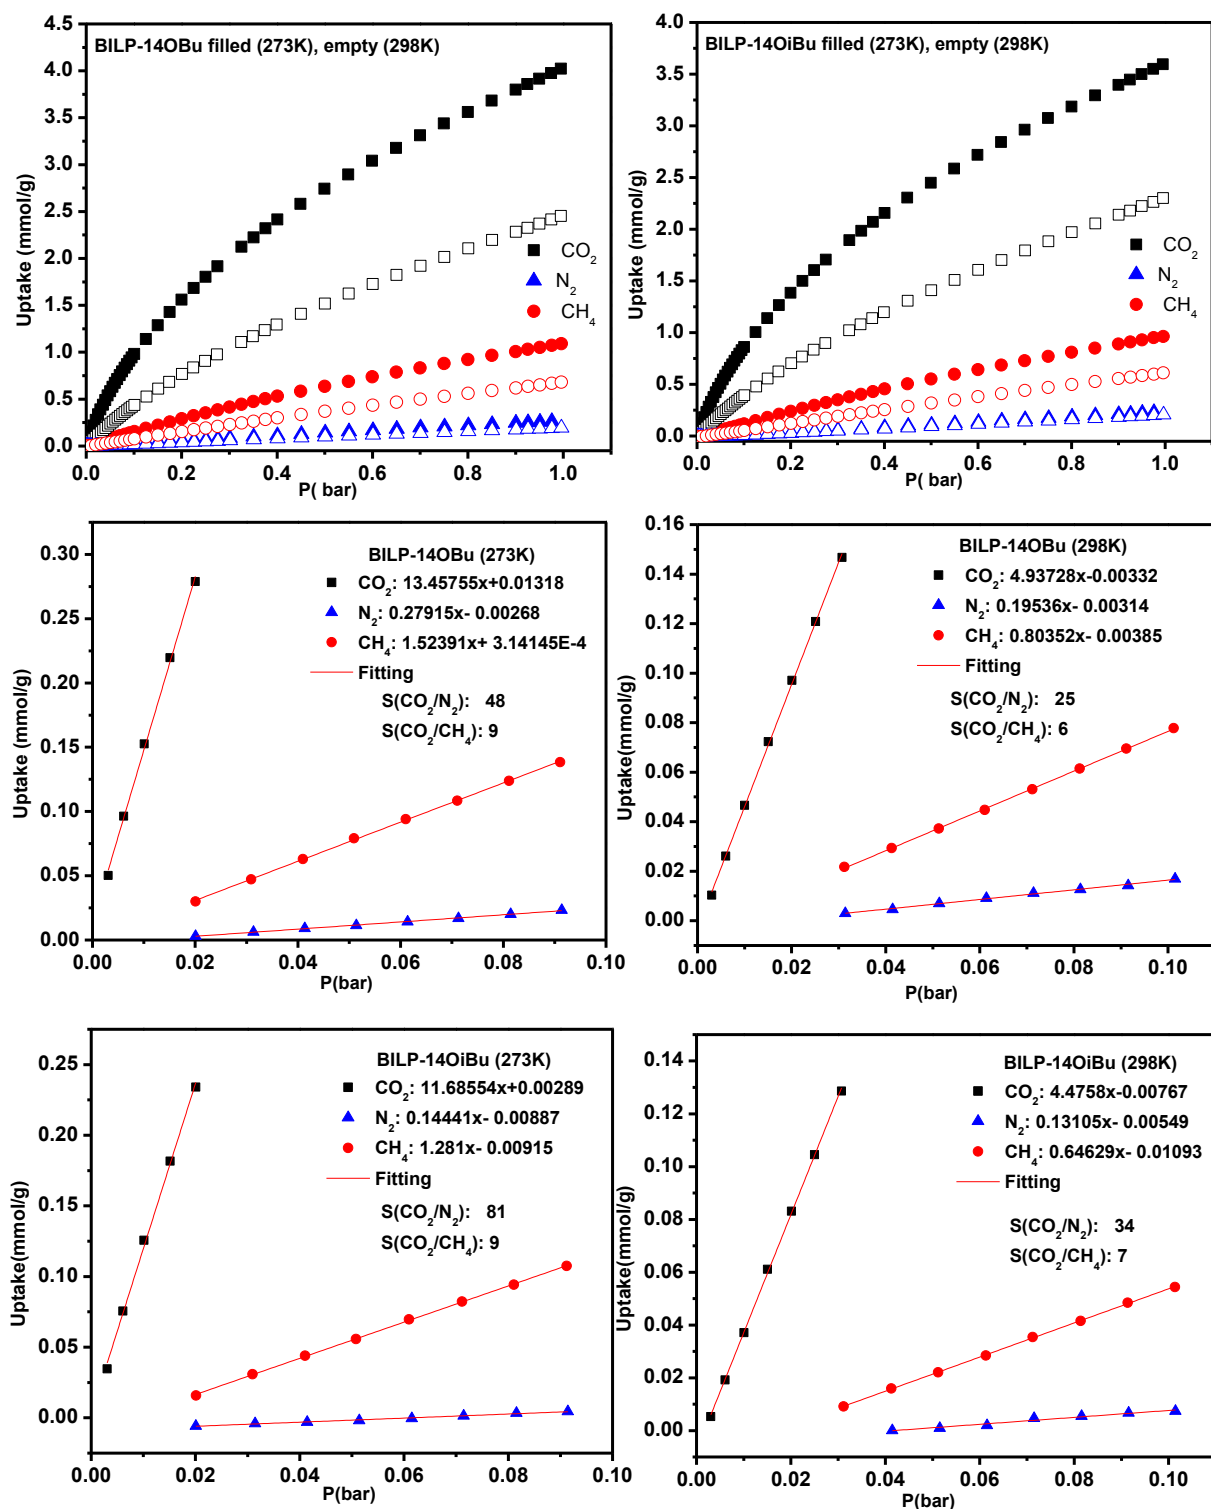 BILP-14OBu filled (273K), empty (298K)
4.5
4.0
3.5
3.0
2.5
2.0
1.5
1.0
0.5
0.0
Uptake (mmol/g)
CO2
N2
CH4
0.0 0.2 0.4 0.6 0.8 1.0
P( bar)
BILP-14OiBu filled (273K), empty (298K)
4.0
3.5
3.0
2.5
2.0
1.5
1.0
0.5
0.0
Uptake (mmol/g)
CO2
N2
CH4
0.0 0.2 0.4 0.6 0.8 1.0
P( bar)
BILP-14OBu (273K)
CO2: 13.45755x+0.01318
N2: 0.27915x- 0.00268
CH4: 1.52391x+ 3.14145E-4
Fitting
S(CO2/N2): 48
S(CO2/CH4): 9
0.30
0.25
0.20
0.15
0.10
0.05
0.00
Uptake (mmol/g)
0.00 0.02 0.04 0.06 0.08 0.10
P(bar)
BILP-14OBu (298K)
CO2: 4.93728x-0.00332
N2: 0.19536x- 0.00314
CH4: 0.80352x- 0.00385
Fitting
S(CO2/N2): 25
S(CO2/CH4): 6
0.16
0.14
0.12
0.10
0.08
0.06
0.04
0.02
0.00
Uptake(mmol/g)
0.00 0.02 0.04 0.06 0.08 0.10
P(bar)
BILP-14OiBu (273K)
CO2: 11.68554x+0.00289
N2: 0.14441x- 0.00887
CH4: 1.281x- 0.00915
Fitting
S(CO2/N2): 81
S(CO2/CH4): 9
0.25
0.20
0.15
0.10
0.05
0.00
Uptake(mmol/g)
0.00 0.02 0.04 0.06 0.08 0.10
P(bar)
BILP-14OiBu (298K)
CO2: 4.4758x-0.00767
N2: 0.13105x- 0.00549
CH4: 0.64629x- 0.01093
Fitting
S(CO2/N2): 34
S(CO2/CH4): 7
0.14
0.12
0.10
0.08
0.06
0.04
0.02
0.00
Uptake(mmol/g)
0.00 0.02 0.04 0.06 0.08 0.10
P(bar)